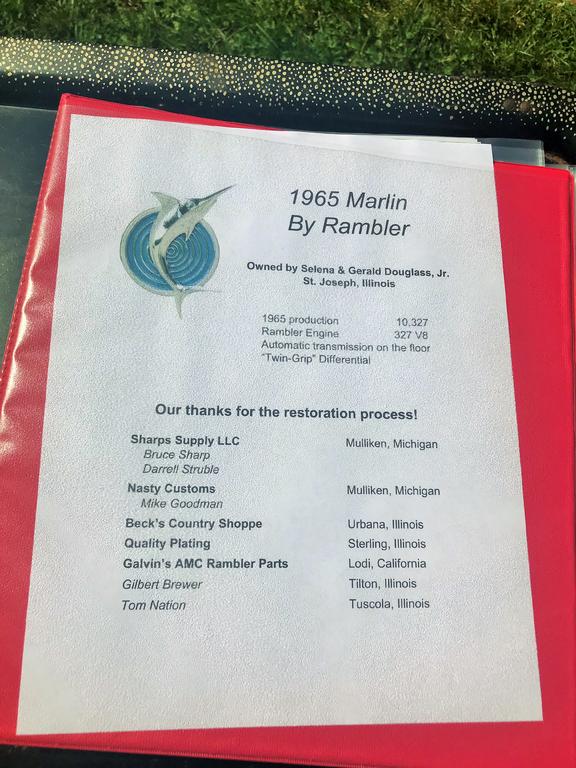 1965 Marlin
By Rambler
Owned by Selena & Gerald Douglass, Jr.
St. Joseph, Illinois
1965 production 10,327
Rambler Engine 327 V8
Automatic transmission on the floor
"Twin-Grip" Differential
Our thanks for the restoration process!
Sharps Supply LLC Mulliken, Michigan
Bruce Sharp
Darrell Struble
Nasty Customs Mulliken, Michigan
Mike Goodman
Beck's Country Shoppe Urbana, Illinois
Quality Plating Sterling, Illinois
Galvin's AMC Rambler Parts Lodi, California
Gilbert Brewer Tilton, Illinois
Tom Nation Tuscola, Illinois